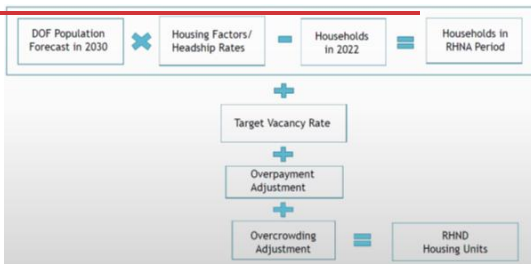 DOF Population
Forecast in 2030
Housing Factors/
Headship Rates
Households
in 2022
Households in
RHNA Period
Target Vacancy Rate
Overpayment
Adjustment
Overcrowding
Adjustment
RHND
Housing Units